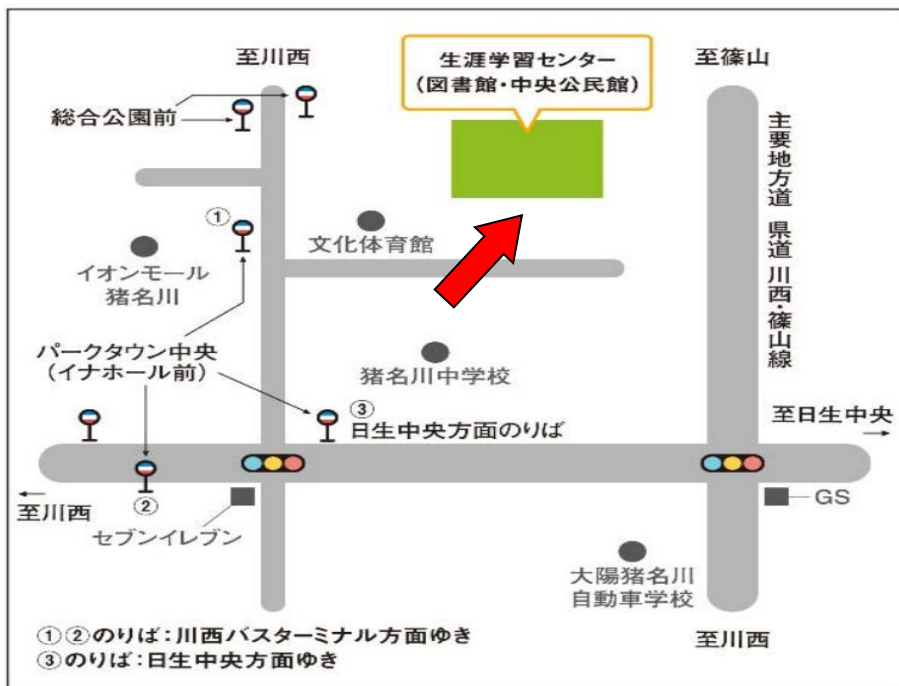 至川西
生涯学習センター
(図書館・中央公民館)
至篠山
総合公園前
主要地方道 県道 川西・篠山線
①
文化体育館
イオンモール
猪名川
パークタウン中央
(イナホール前)
猪名川中学校
③
日生中央方面のりば
至日生中央
至川西
②
セブンイレブン
GS
大陽猪名川
自動車学校
至川西
①②のりば:川西バスターミナル方面ゆき
③のりば:日生中央方面ゆき